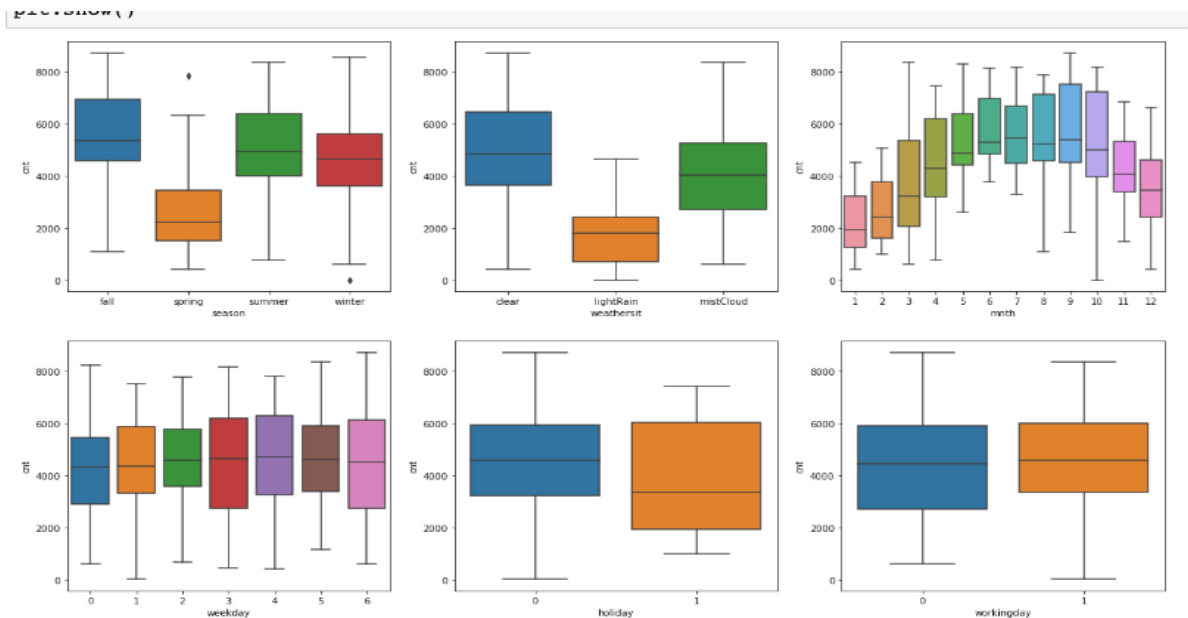 plt.show()
8000
6000
4000
2000
0
cnt
fall spring summer winter
season
8000
6000
4000
2000
0
cnt
clear lightRain mistCloud
weathersit
8000
6000
4000
2000
0
cnt
1 2 3 4 5 6 7 8 9 10 11 12
mnth
8000
6000
4000
2000
0
cnt
0 1 2 3 4 5 6
weekday
8000
6000
4000
2000
0
cnt
0 1
holiday
8000
6000
4000
2000
0
cnt
0 1
workingday